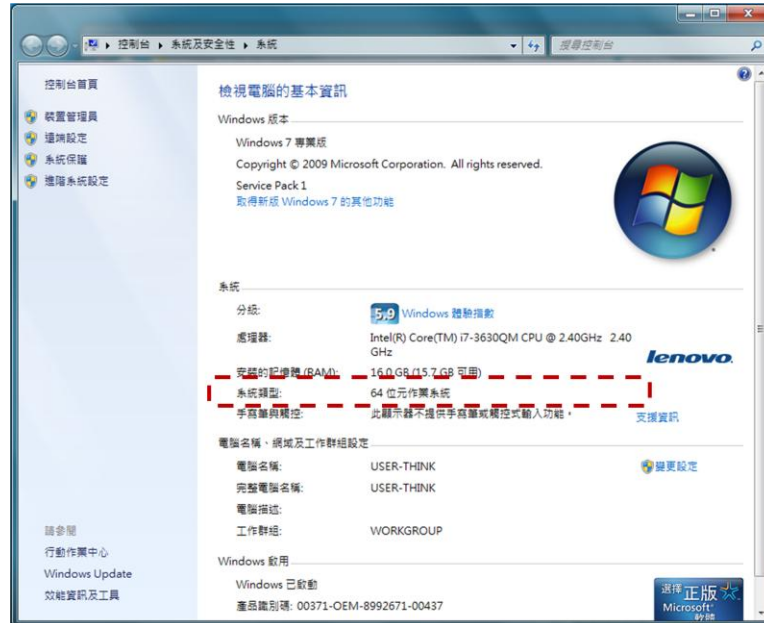 控制台 ▸ 系統及安全性 ▸ 系統
搜尋控制台
控制台首頁
裝置管理員
遠端設定
系統保護
進階系統設定
檢視電腦的基本資訊
Windows 版本
Windows 7 專業版
Copyright © 2009 Microsoft Corporation. All rights reserved.
Service Pack 1
取得新版 Windows 7 的其他功能
系統
分級: 5.9 Windows 體驗指數
處理器: Intel(R) Core(TM) i7-3630QM CPU @ 2.40GHz 2.40
GHz
lenovo.
安裝的記憶體 (RAM): 16.0 GB (15.7 GB 可用)
系統類型: 64 位元作業系統
手寫筆與觸控: 此顯示器不提供手寫筆或觸控式輸入功能。
支援資訊
電腦名稱、網域及工作群組設定
電腦名稱: USER-THINK
變更設定
完整電腦名稱: USER-THINK
電腦描述:
工作群組: WORKGROUP
Windows 啟用
Windows 已啟動
產品識別碼: 00371-OEM-8992671-00437
請參閱
行動作業中心
Windows Update
效能資訊及工具
選擇 正版
Microsoft
軟體